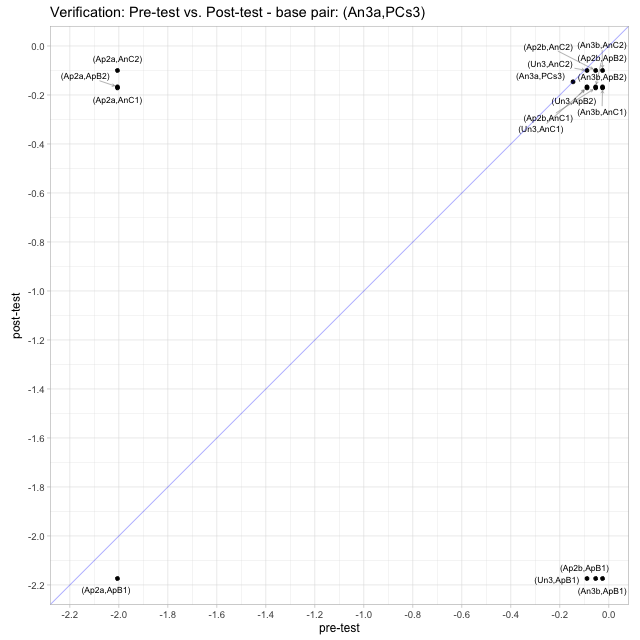 Verification: Pre-test vs. Post-test - base pair: (An3a,PCs3)
0.0
-0.2
-0.4
-0.6
-0.8
-1.0
-1.2
-1.4
-1.6
-1.8
-2.0
-2.2
post-test
(Ap2a,AnC2)
(Ap2a,ApB2)
(Ap2a,AnC1)
(Ap2b,AnC2)
(An3b,AnC2)
(Un3,AnC2)
(Ap2b,ApB2)
(An3a,PCs3)
(An3b,ApB2)
(Un3,ApB2)
(An3b,AnC1)
(Ap2b,AnC1)
(Un3,AnC1)
(Ap2a,ApB1)
(Ap2b,ApB1)
(Un3,ApB1)
(An3b,ApB1)
-2.2 -2.0 -1.8 -1.6 -1.4 -1.2 -1.0 -0.8 -0.6 -0.4 -0.2 0.0
pre-test